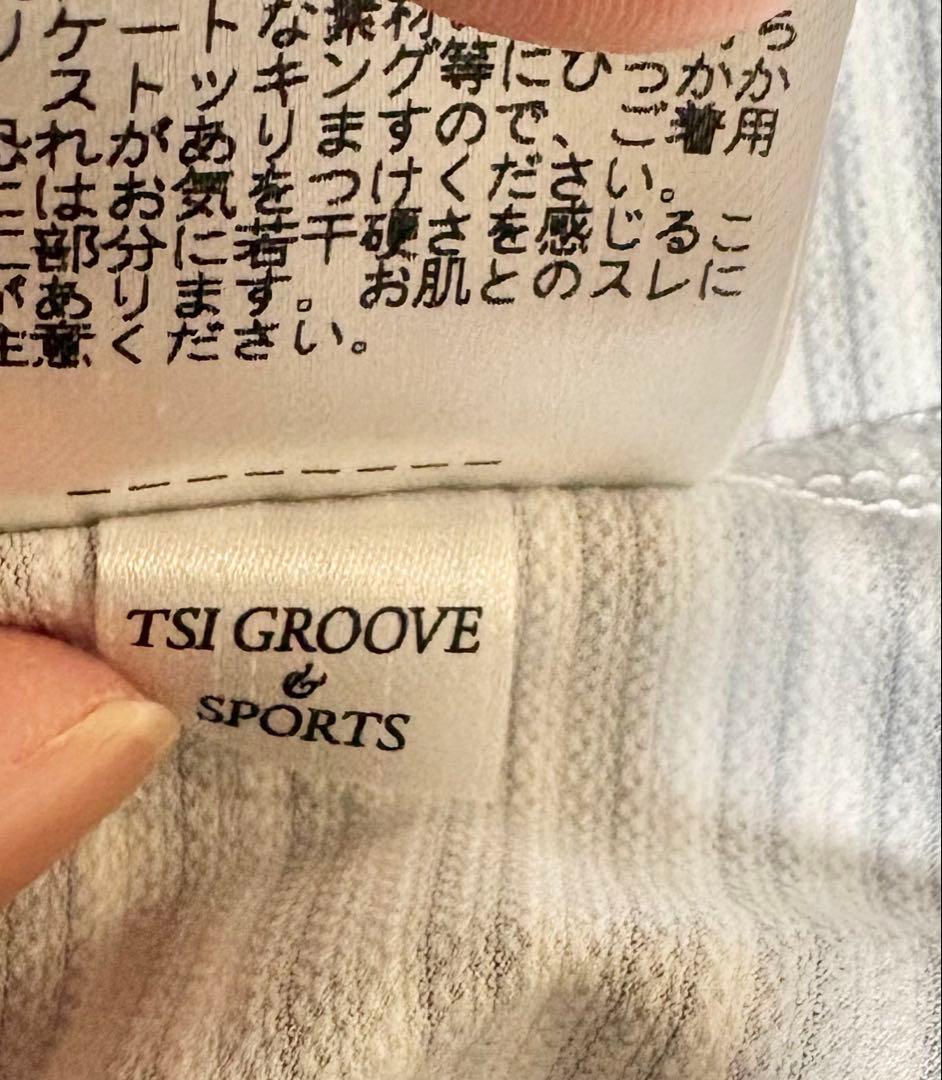 リケートな素材
ストッキング等にひっかか
恐れがありますので、ご着用
にはお気をつけください。
部分に若干硬さを感じるこ
があります。お肌とのスレに
注意ください。
TSI GROOVE
&
SPORTS